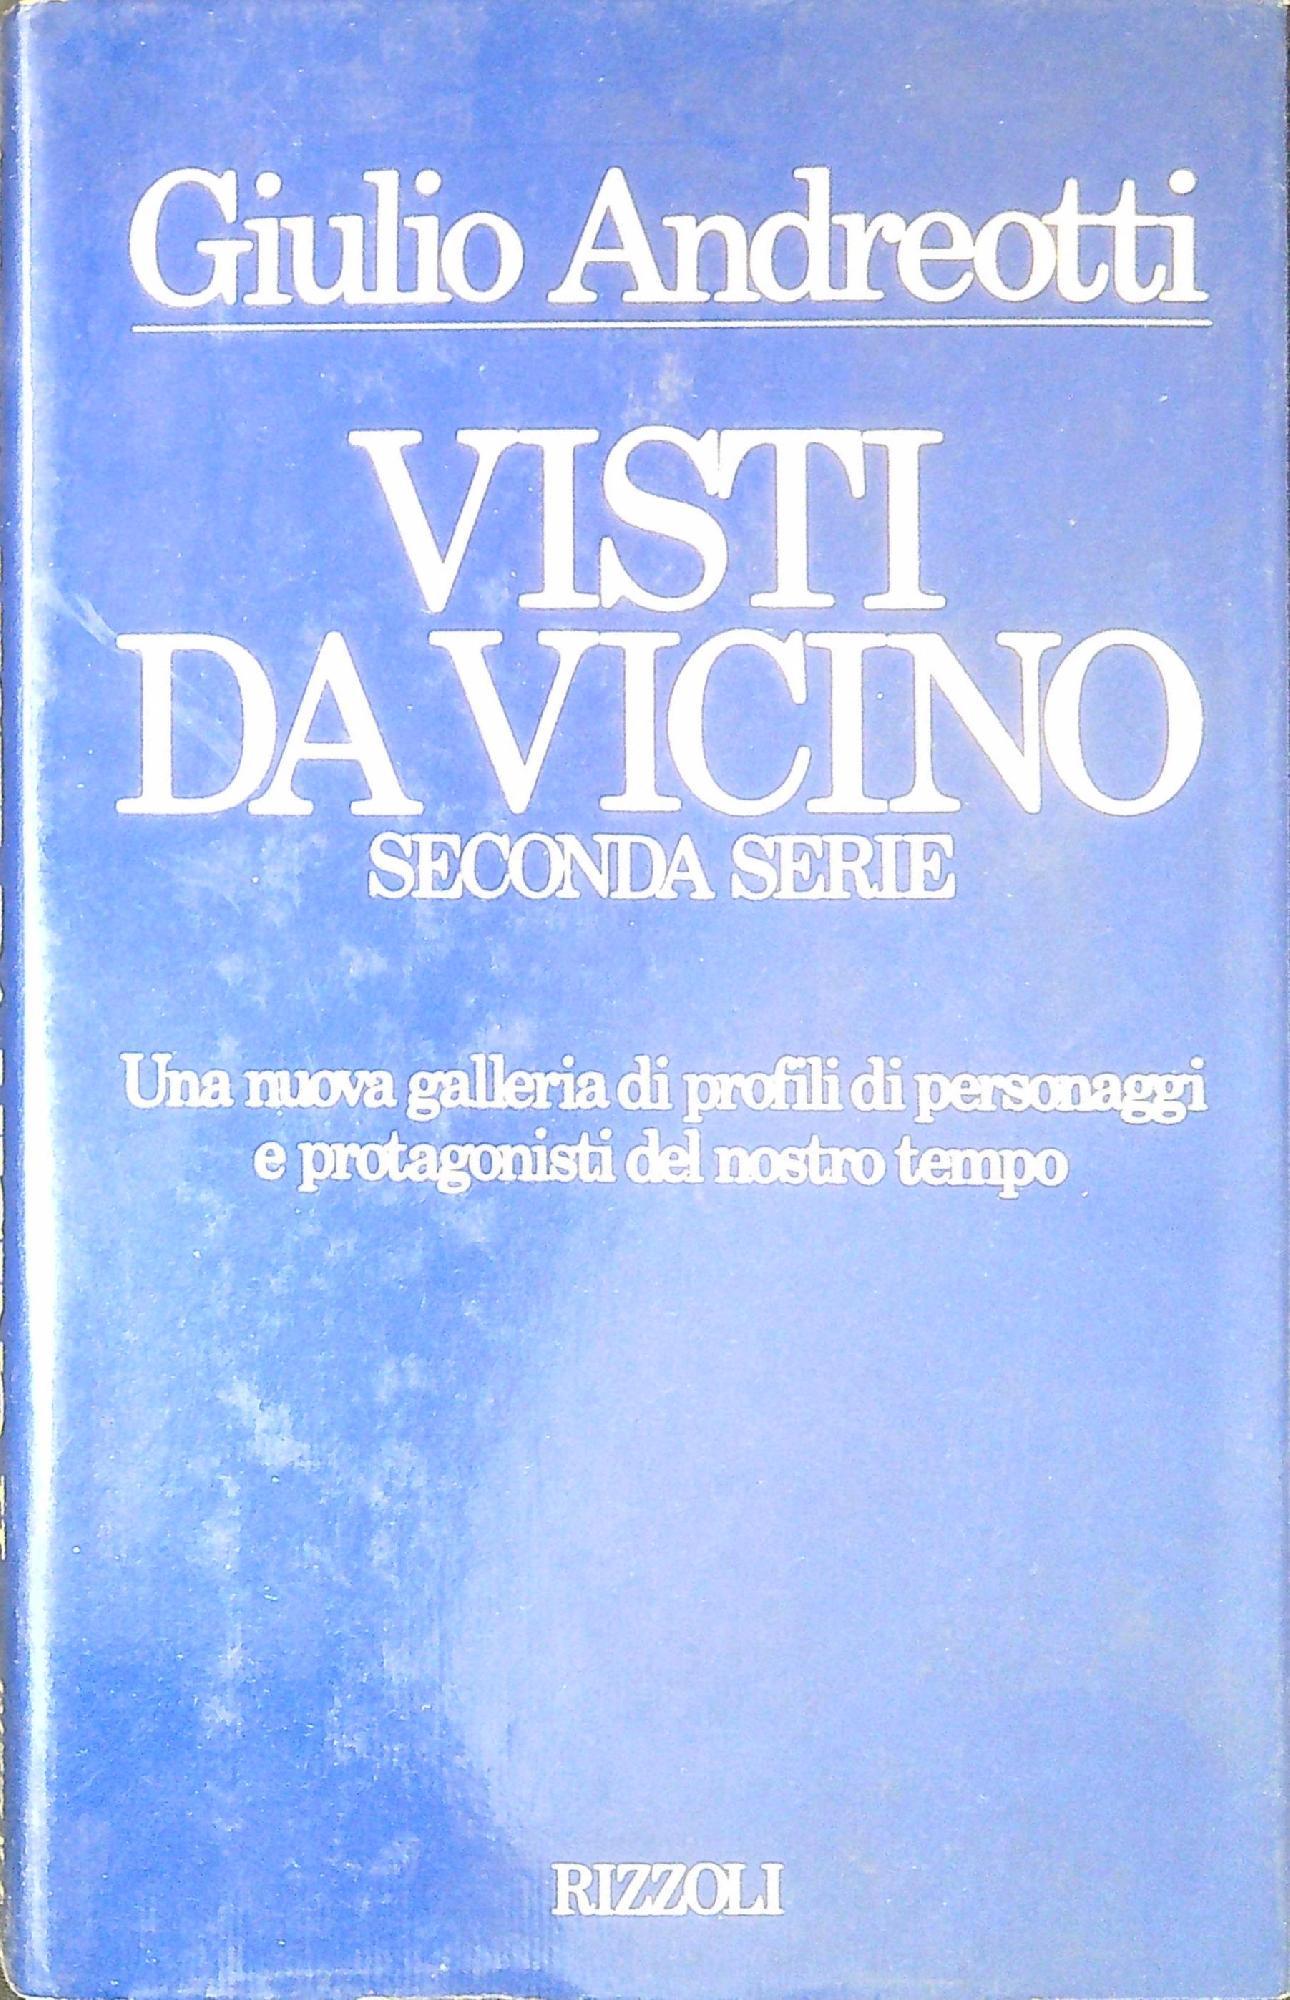 Giulio Andreotti
VISTI
DA VICINO
SECONDA SERIE
Una nuova galleria di profili di personaggi
e protagonisti del nostro tempo
RIZZOLI